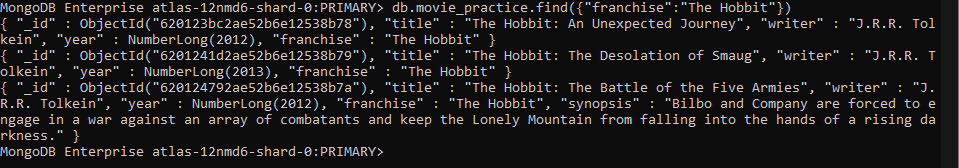 MongoDB Enterprise atlas-12nmd6-shard-0:PRIMARY> db.movie_practice.find({"franchise":"The Hobbit"})
{ "_id" : ObjectId("620123bc2ae52b6e12538b78"), "title" : "The Hobbit: An Unexpected Journey", "writer" : "J.R.R. Tol
kein", "year" : NumberLong(2012), "franchise" : "The Hobbit" }
{ "_id" : ObjectId("6201241d2ae52b6e12538b79"), "title" : "The Hobbit: The Desolation of Smaug", "writer" : "J.R.R. T
olkein", "year" : NumberLong(2013), "franchise" : "The Hobbit" }
{ "_id" : ObjectId("620124792ae52b6e12538b7a"), "title" : "The Hobbit: The Battle of the Five Armies", "writer" : "J.
R.R. Tolkein", "year" : NumberLong(2012), "franchise" : "The Hobbit", "synopsis" : "Bilbo and Company are forced to e
ngage in a war against an array of combatants and keep the Lonely Mountain from falling into the hands of a rising da
rkness." }
MongoDB Enterprise atlas-12nmd6-shard-0:PRIMARY>